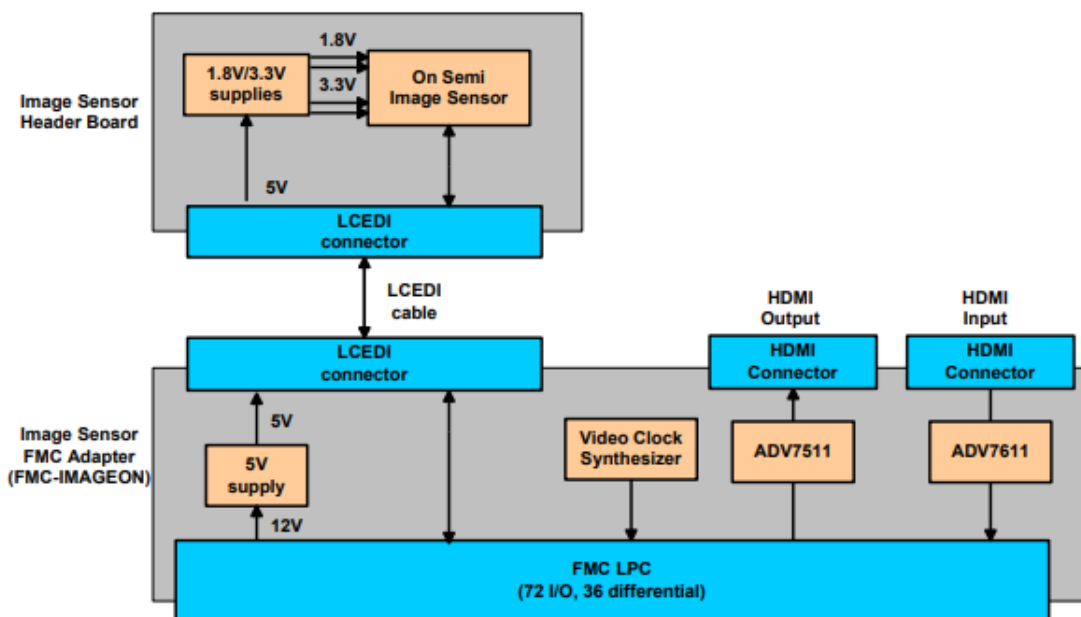 1.8V
1.8V/3.3V
supplies
3.3V
On Semi
Image Sensor
Image Sensor
Header Board
5V
LCEDI
connector
LCEDI
cable
HDMI
Output
HDMI
Input
LCEDI
connector
HDMI
Connector
HDMI
Connector
Image Sensor
FMC Adapter
(FMC-IMAGEON)
5V
5V
supply
12V
Video Clock
Synthesizer
ADV7511
ADV7611
FMC LPC
(72 I/O, 36 differential)